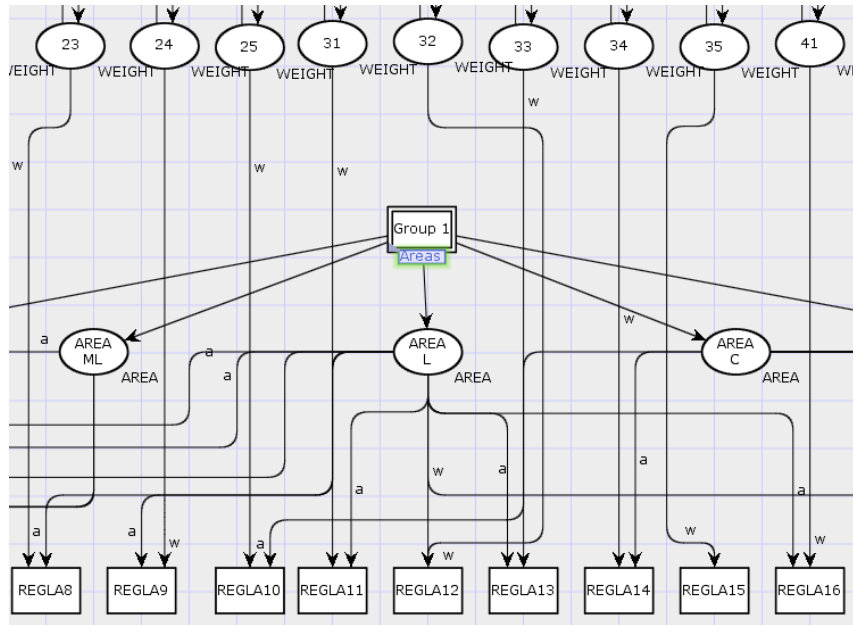 23 24 25 31 32 33 34 35 41
WEIGHT WEIGHT WEIGHT WEIGHT WEIGHT WEIGHT WEIGHT WEIGHT
w
w w w
Group 1
Areas
w
a a a
AREA
ML
AREA
AREA
L
AREA
AREA
C
AREA
w a a
a a
a a w a w w w
REGLA8 REGLA9 REGLA10 REGLA11 REGLA12 REGLA13 REGLA14 REGLA15 REGLA16